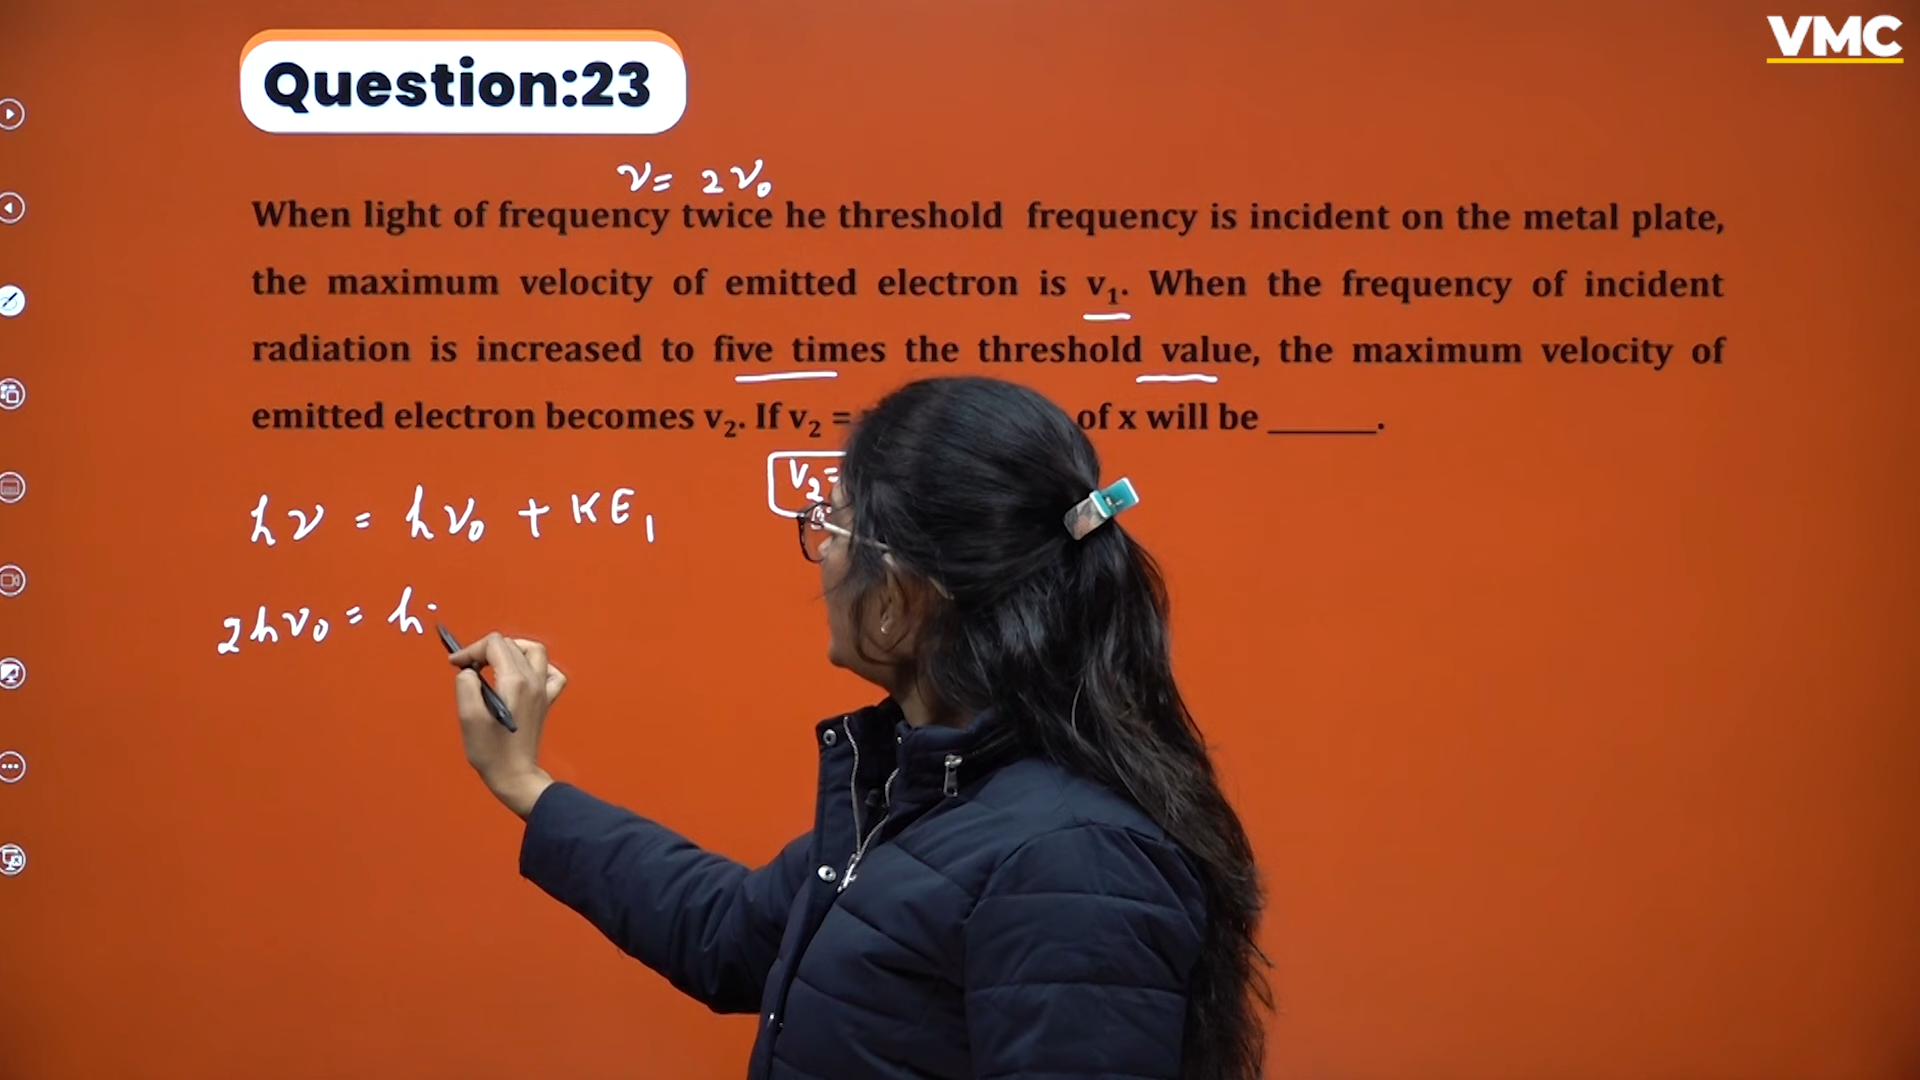 VMC
Question:23
ν = 2ν₀
When light of frequency twice he threshold frequency is incident on the metal plate,
the maximum velocity of emitted electron is v₁. When the frequency of incident
radiation is increased to five times the threshold value, the maximum velocity of
emitted electron becomes v₂. If v₂ = of x will be ______.
V₂ =
hν = hν₀ + KE₁
2hν₀ = h